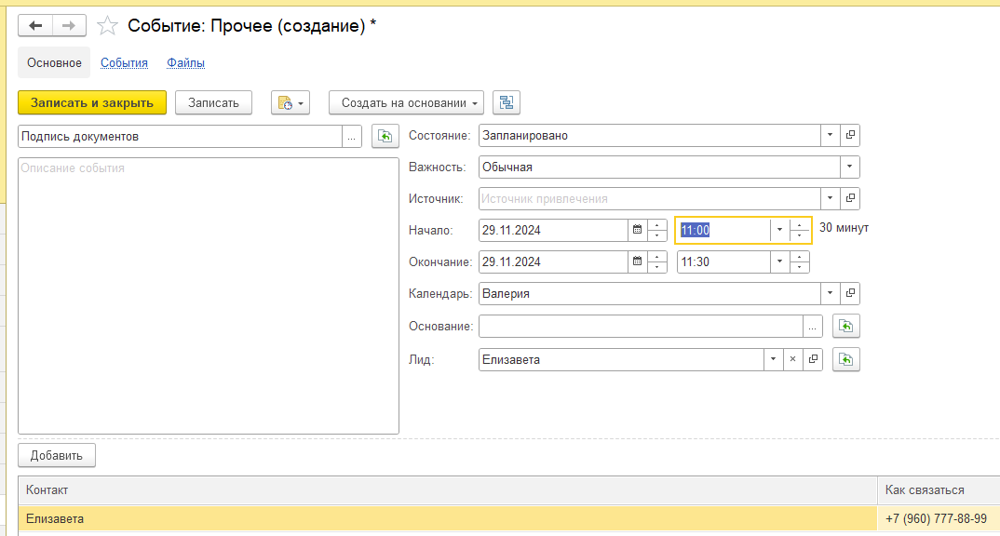 Событие: Прочее (создание) *
Основное События Файлы
Записать и закрыть Записать Создать на основании
Подпись документов ...
Описание события
Состояние: Запланировано
Важность: Обычная
Источник: Источник привлечения
Начало: 29.11.2024 11:00 30 минут
Окончание: 29.11.2024 11:30
Календарь: Валерия
Основание: ...
Лид: Елизавета
Добавить
Контакт Как связаться
Елизавета +7 (960) 777-88-99